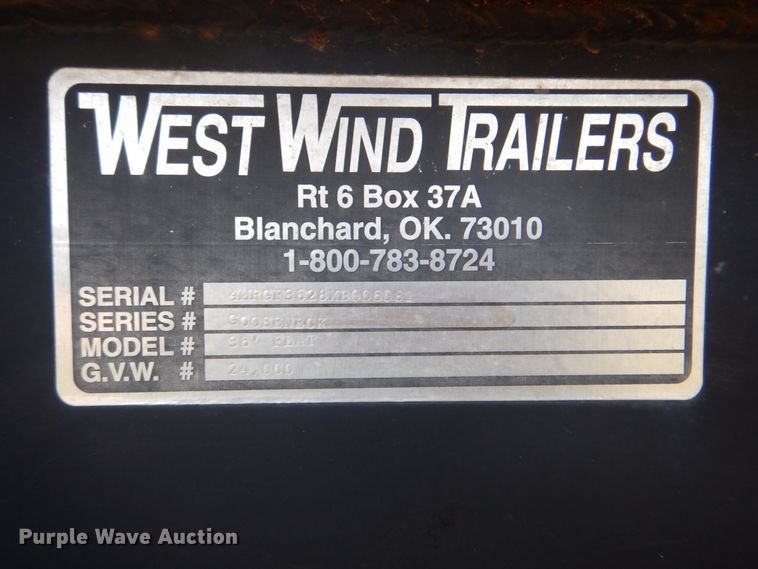 WEST WIND TRAILERS
Rt 6 Box 37A
Blanchard, OK. 73010
1-800-783-8724
SERIAL #
SERIES # GOOSENECK
MODEL # 36' FLAT
G.V.W. # 24,000
Purple Wave Auction